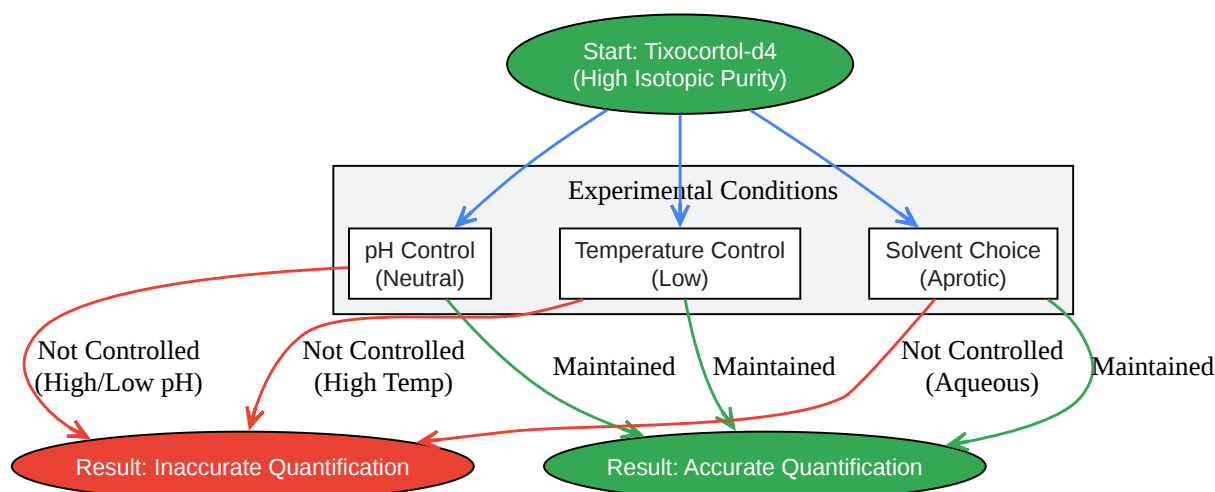 Start: Tixocortol-d4
(High Isotopic Purity)
Experimental Conditions
pH Control
(Neutral)
Temperature Control
(Low)
Solvent Choice
(Aprotic)
Not Controlled
(High/Low pH)
Not Controlled
(High Temp)
Maintained
Maintained
Not Controlled
(Aqueous)
Maintained
Result: Inaccurate Quantification
Result: Accurate Quantification